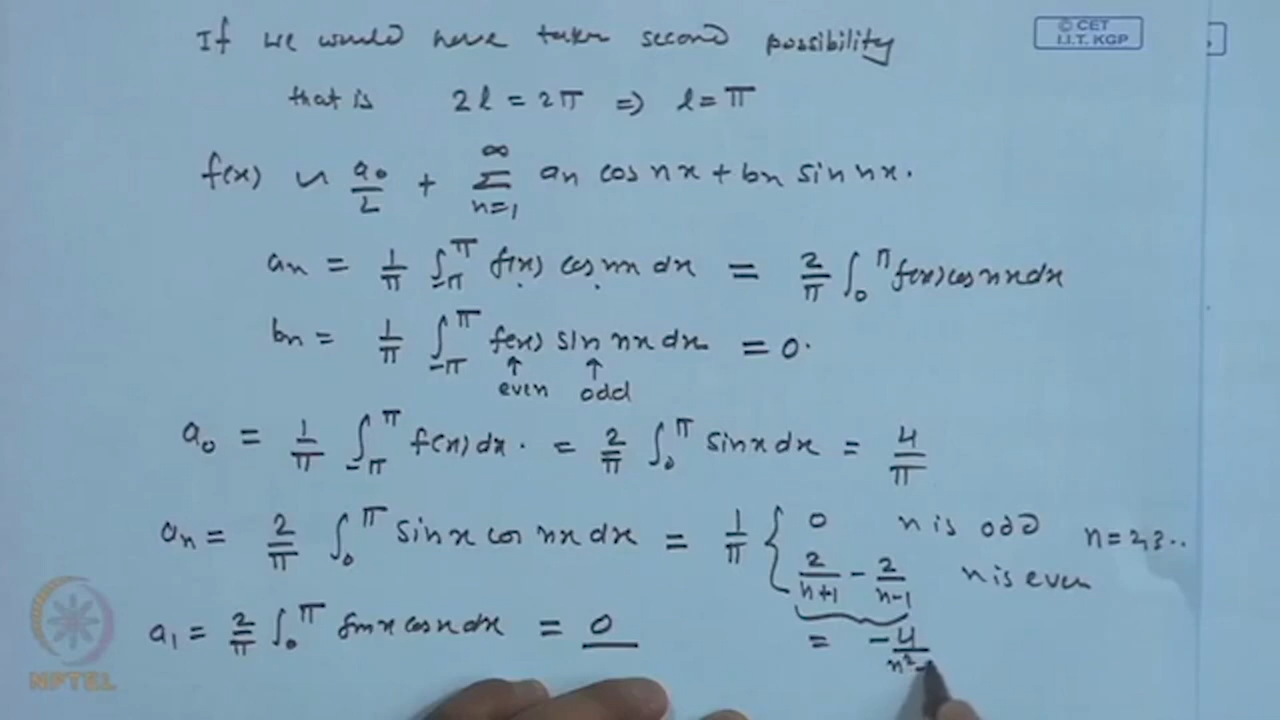 If we would have taken second possibility
© CET
I.I.T. KGP
that is 2l = 2π ⇒ l = π
f(x) ~ a₀/2 + ∑_{n=1}^{∞} aₙ cos nx + bₙ sin nx.
aₙ = 1/π ∫_{-π}^{π} f(x) cos nx dx = 2/π ∫_0^π f(x) cos nx dx
bₙ = 1/π ∫_{-π}^{π} f(x) sin nx dx = 0.
↑ ↑
even odd
a₀ = 1/π ∫_{-π}^{π} f(x) dx. = 2/π ∫_0^π sin x dx = 4/π
aₙ = 2/π ∫_0^π sin x cos nx dx = 1/π { 0 n is odd n = 2,3..
2/(n+1) - 2/(n-1) n is even
a₁ = 2/π ∫_0^π sin x cos x dx = 0 = -4/n²-
NPTEL